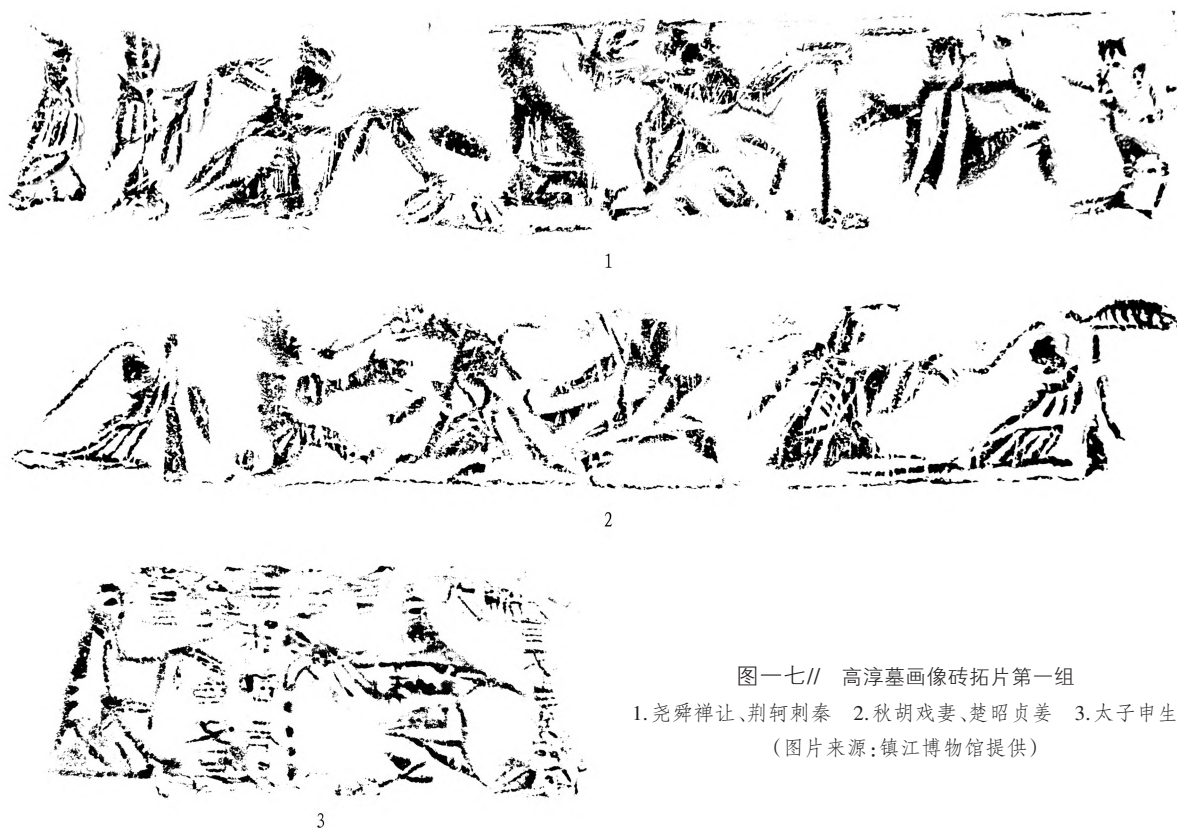 1
2
3
图一七// 高淳墓画像砖拓片第一组
1.尧舜禅让、荆轲刺秦 2.秋胡戏妻、楚昭贞姜 3.太子申生
(图片来源:镇江博物馆提供)